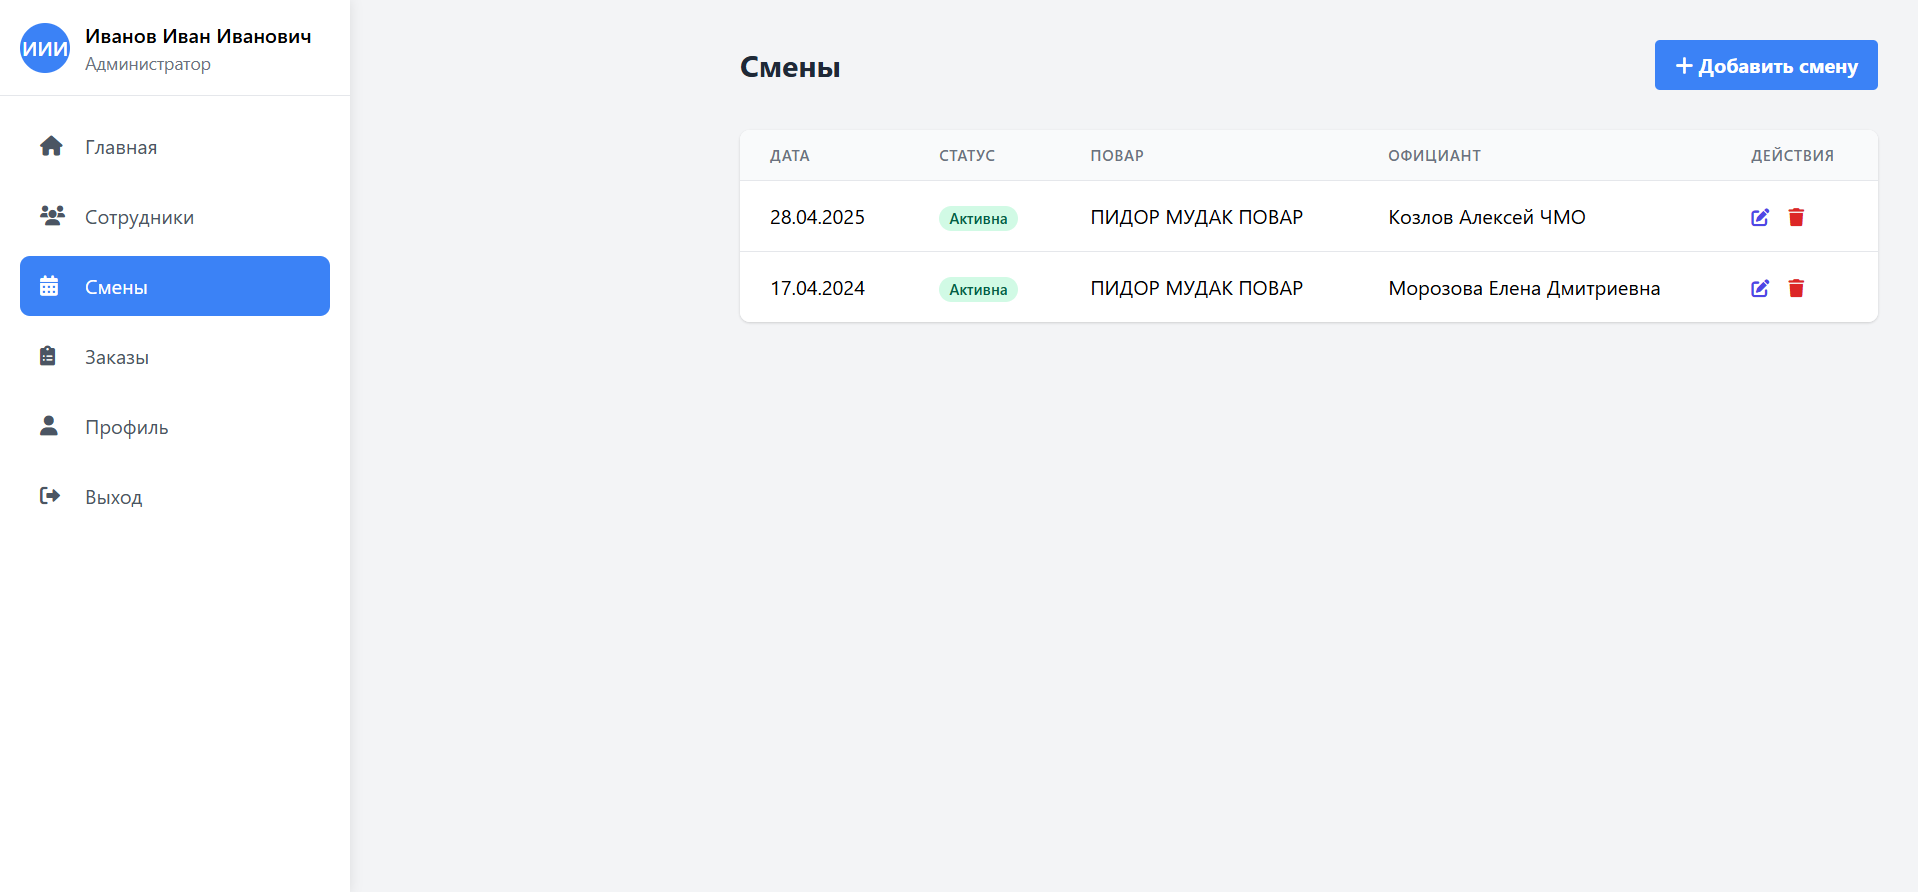 ИИИ
Иванов Иван Иванович
Администратор
Главная
Сотрудники
Смены
Заказы
Профиль
Выход
Смены
Добавить смену
ДАТА СТАТУС ПОВАР ОФИЦИАНТ ДЕЙСТВИЯ
28.04.2025 Активна ПИДОР МУДАК ПОВАР Козлов Алексей ЧМО
17.04.2024 Активна ПИДОР МУДАК ПОВАР Морозова Елена Дмитриевна